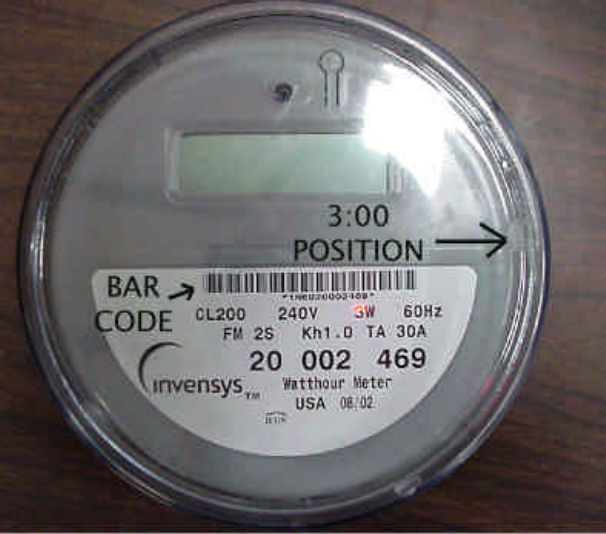 3:00
POSITION
BAR
CODE
CL200 240V 3W 60Hz
FM 2S Kh1.0 TA 30A
20 002 469
invensys TM
Watthour Meter
USA 08/02